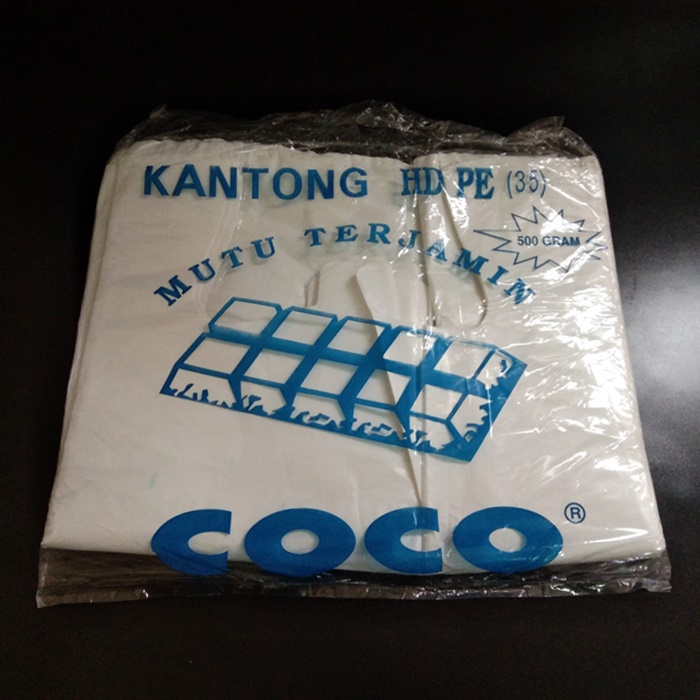 KANTONG HD PE (35)
500 GRAM
MUTU TERJAMIN
COCO ®